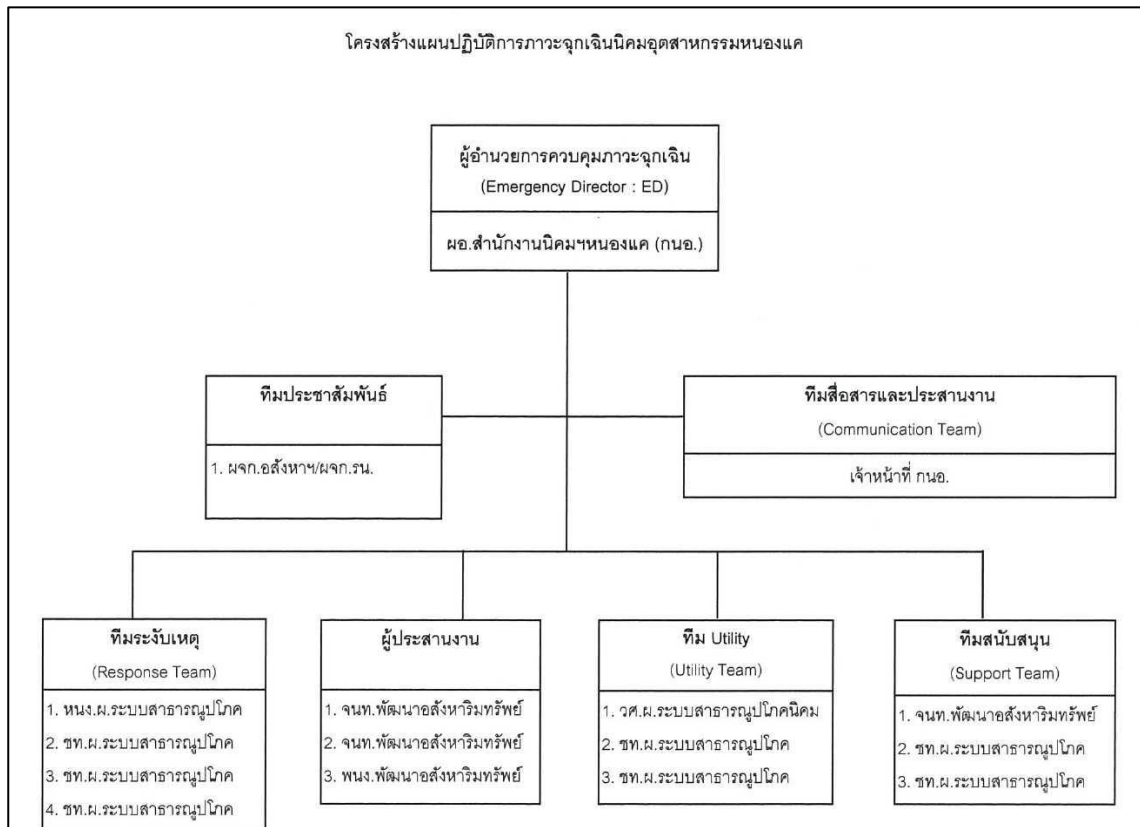 โครงสร้างแผนปฏิบัติการภาวะฉุกเฉินนิคมอุตสาหกรรมหนองแค
ผู้อำนวยการควบคุมภาวะฉุกเฉิน
(Emergency Director : ED)
ผอ.สำนักงานนิคมฯหนองแค (กนอ.)
ทีมประชาสัมพันธ์
1. ผจก.อสังหาฯ/ผจก.รน.
ทีมสื่อสารและประสานงาน
(Communication Team)
เจ้าหน้าที่ กนอ.
ทีมระงับเหตุ
(Response Team)
1. หนง.ผ.ระบบสาธารณูปโภค
2. ชท.ผ.ระบบสาธารณูปโภค
3. ชท.ผ.ระบบสาธารณูปโภค
4. ชท.ผ.ระบบสาธารณูปโภค
ผู้ประสานงาน
1. จนท.พัฒนาอสังหาริมทรัพย์
2. จนท.พัฒนาอสังหาริมทรัพย์
3. พนง.พัฒนาอสังหาริมทรัพย์
ทีม Utility
(Utility Team)
1. วศ.ผ.ระบบสาธารณูปโภคนิคม
2. ชท.ผ.ระบบสาธารณูปโภค
3. ชท.ผ.ระบบสาธารณูปโภค
ทีมสนับสนุน
(Support Team)
1. จนท.พัฒนาอสังหาริมทรัพย์
2. ชท.ผ.ระบบสาธารณูปโภค
3. ชท.ผ.ระบบสาธารณูปโภค